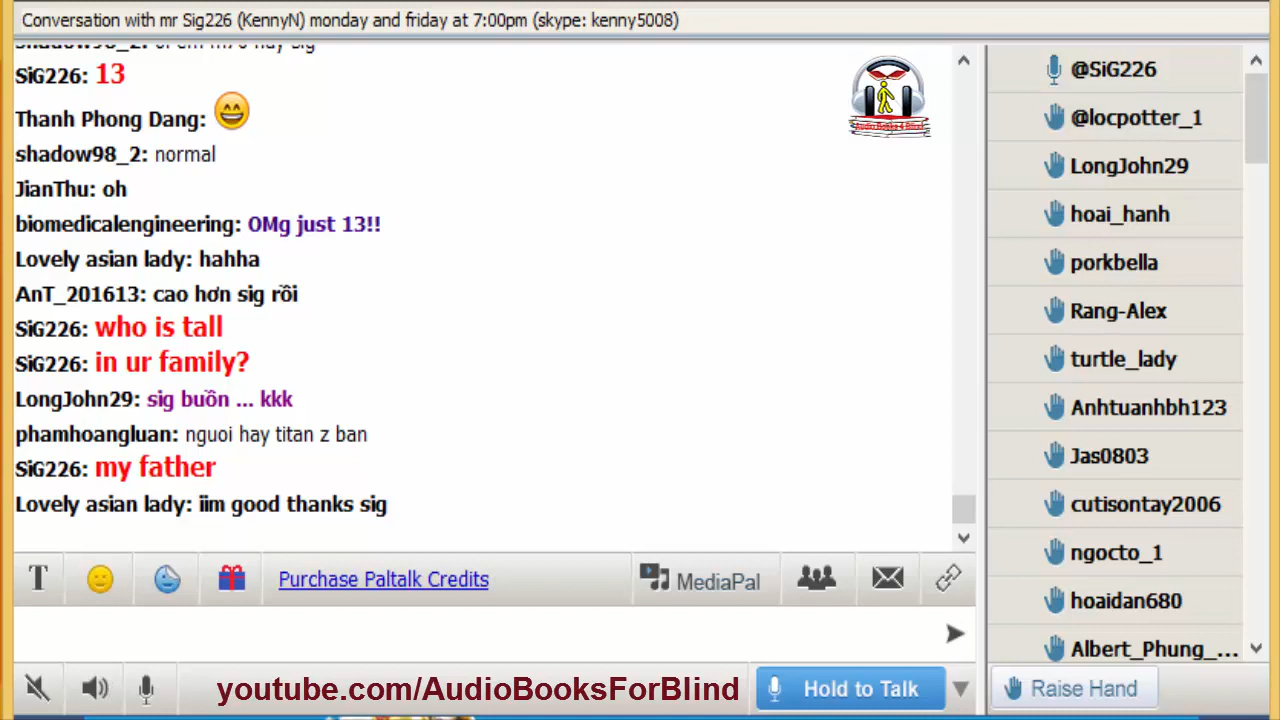 Conversation with mr Sig226 (KennyN) monday and friday at 7:00pm (skype: kenny5008)
SiG226: 13
Thanh Phong Dang:
shadow98_2: normal
JianThu: oh
biomedicalengineering: OMg just 13!!
Lovely asian lady: hahha
AnT_201613: cao hơn sig rồi
SiG226: who is tall
SiG226: in ur family?
LongJohn29: sig buồn ... kkk
phamhoangluan: nguoi hay titan z ban
SiG226: my father
Lovely asian lady: iim good thanks sig
Audio Books 4 Blind
@SiG226
@locpotter_1
LongJohn29
hoai_hanh
porkbella
Rang-Alex
turtle_lady
Anhtuanhbh123
Jas0803
cutisontay2006
ngocto_1
hoaidan680
Albert_Phung_...
T
Purchase Paltalk Credits
MediaPal
youtube.com/AudioBooksForBlind
Hold to Talk
Raise Hand